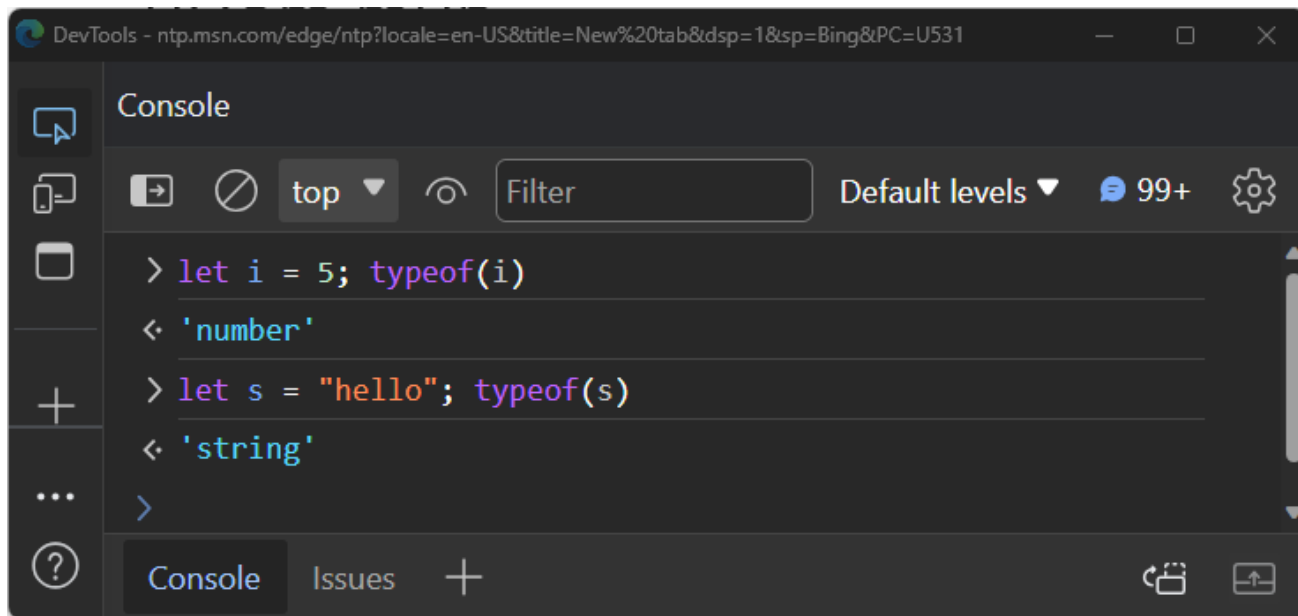 DevTools - ntp.msn.com/edge/ntp?locale=en-US&title=New%20tab&dsp=1&sp=Bing&PC=U531
Console
top Filter Default levels 99+
let i = 5; typeof(i)
'number'
let s = "hello"; typeof(s)
'string'
Console Issues